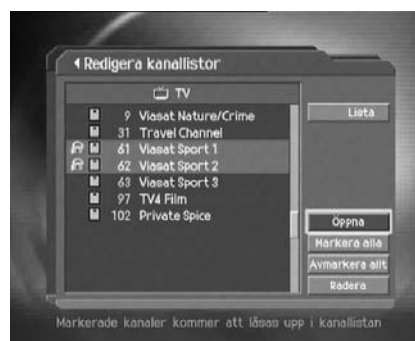 Redigera kanallistor
TV
9 Viasat Nature/Crime
31 Travel Channel
61 Viasat Sport 1
62 Viasat Sport 2
63 Viasat Sport 3
97 TV4 Film
102 Private Spice
Lista
Öppna
Markera alla
Avmarkera allt
Radera
Markerade kanaler kommer att låsas upp i kanallistan